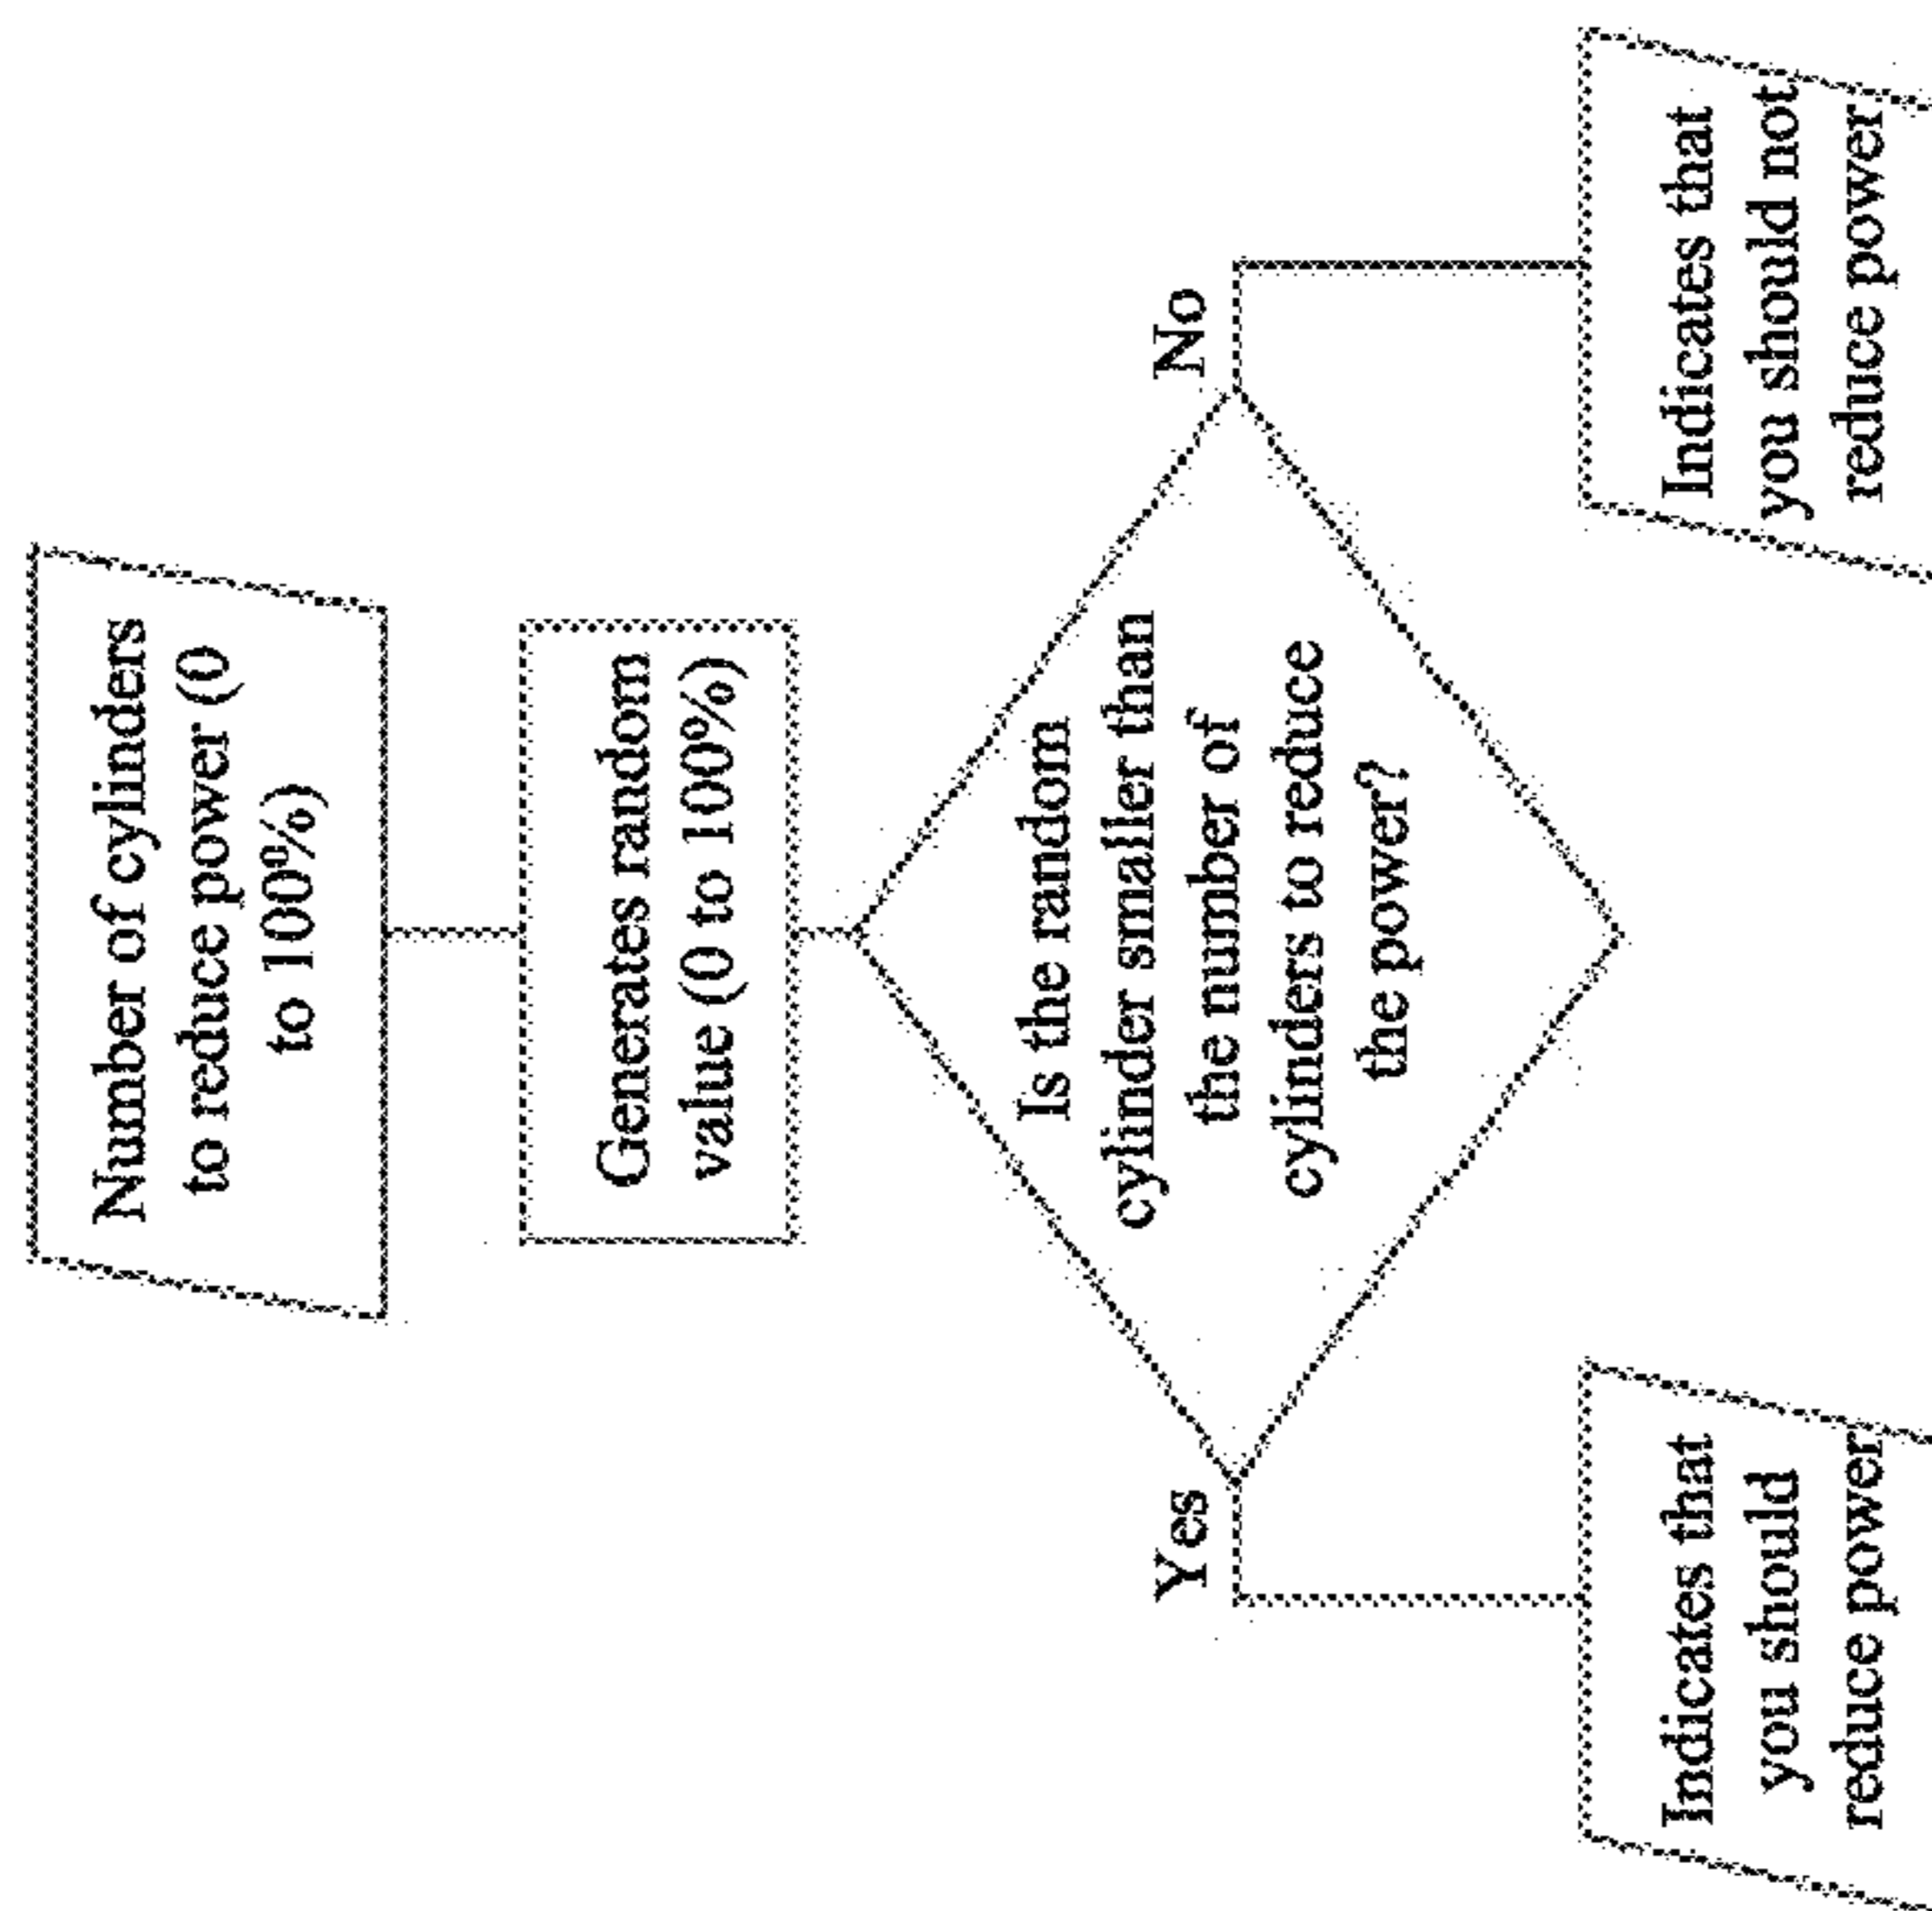 Number of cylinders
to reduce power (0
to 100%)
Generates random
value (0 to 100%)
Is the random
cylinder smaller than
the number of
cylinders to reduce
the power?
Yes
No
Indicates that
you should
reduce power
Indicates that
you should not
reduce power